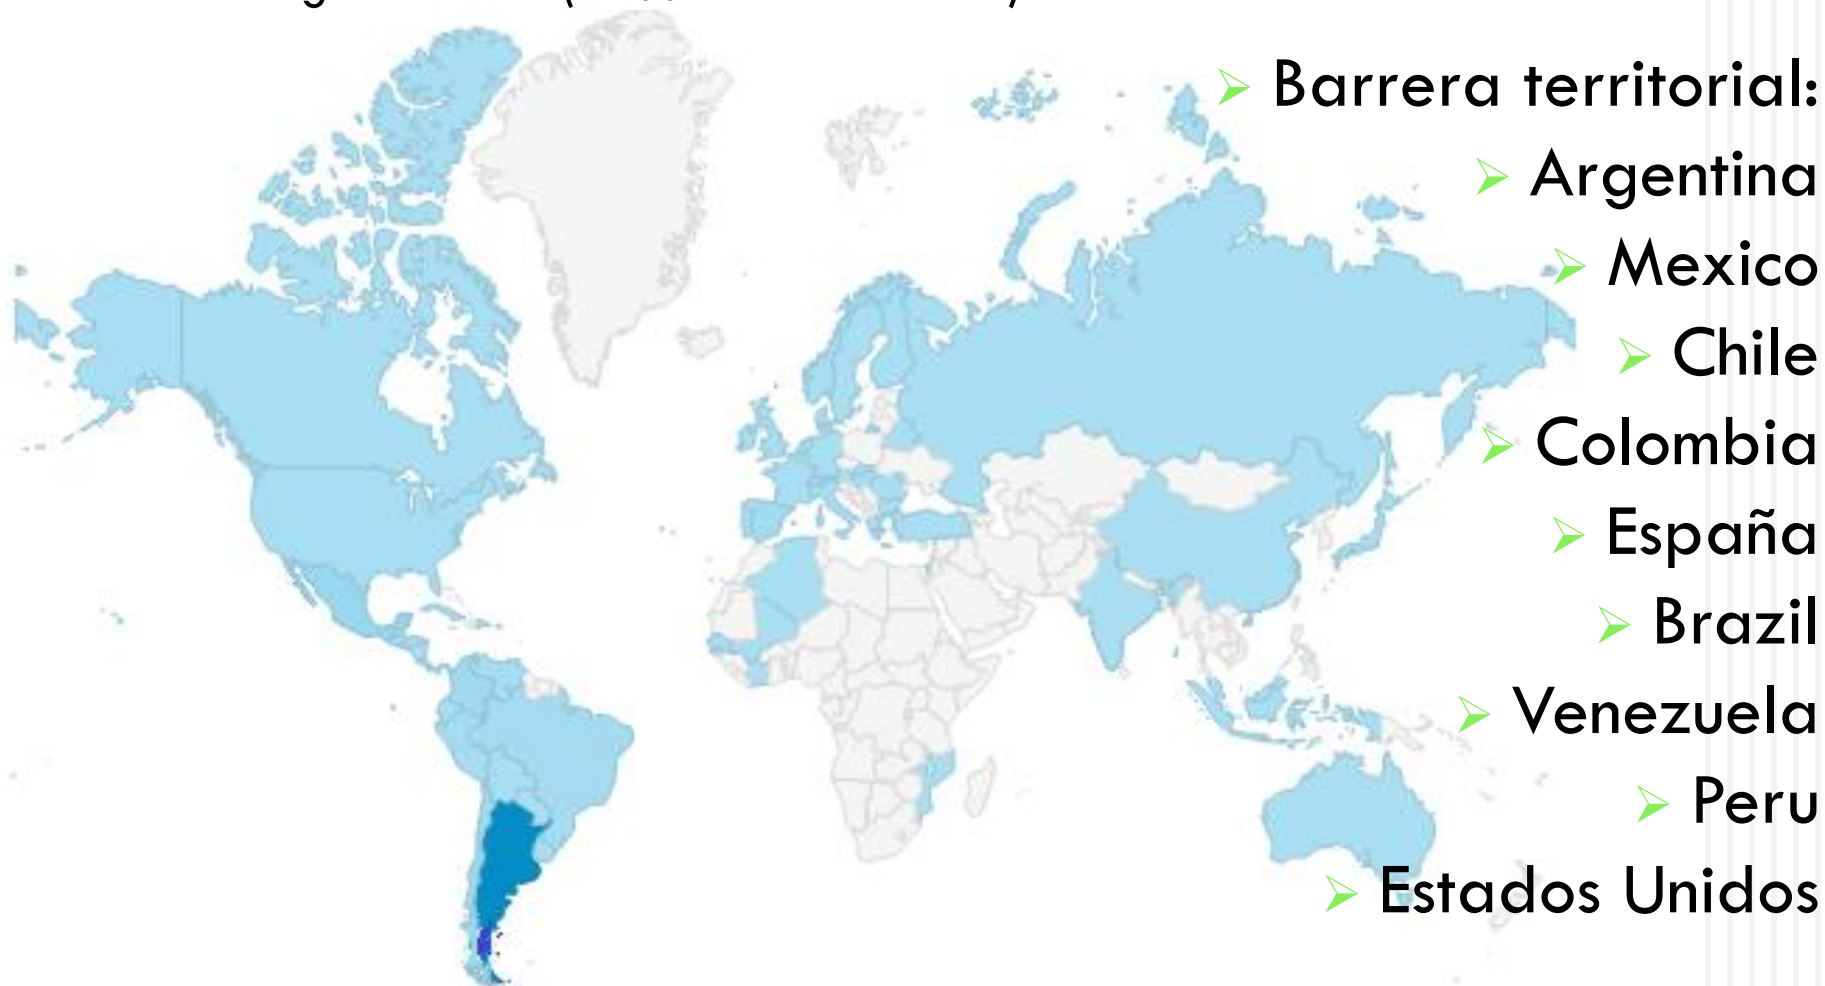 Barrera territorial:
Argentina
Mexico
Chile
Colombia
España
Brazil
Venezuela
Peru
Estados Unidos